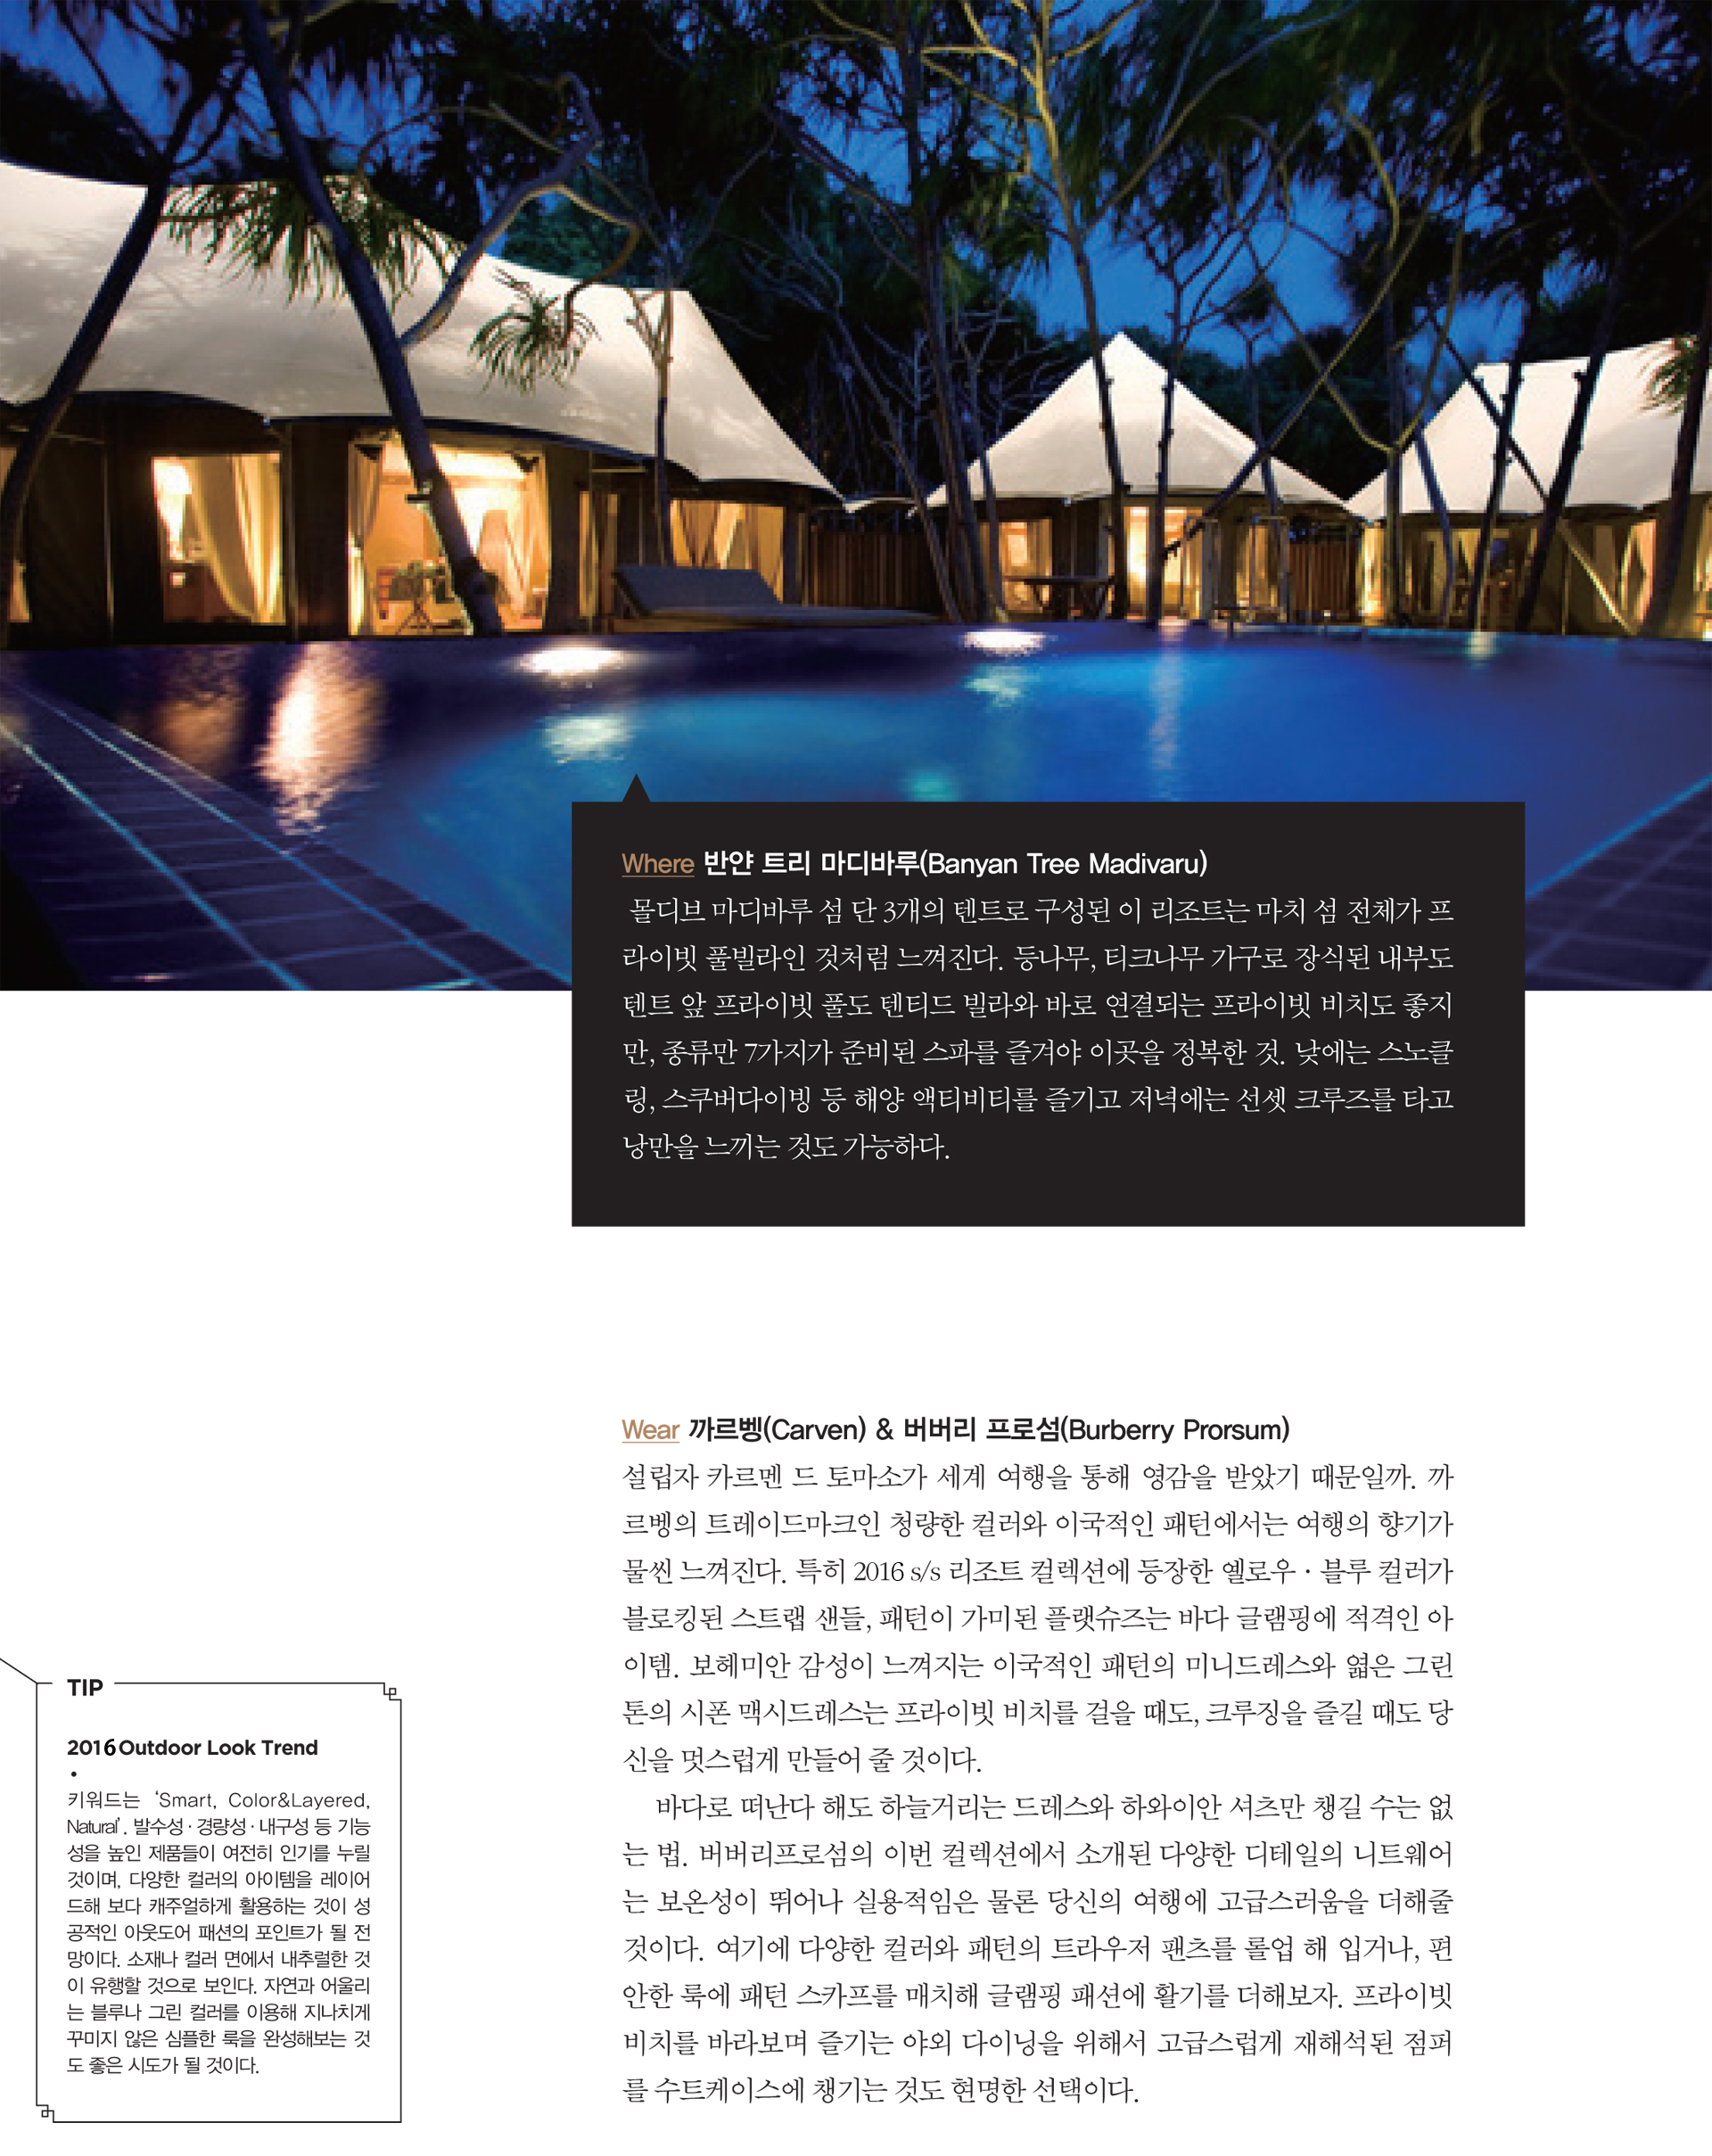 Where 반얀 트리 마디바루(Banyan Tree Madivaru)
몰디브 마디바루 섬 단 3개의 텐트로 구성된 이 리조트는 마치 섬 전체가 프
라이빗 풀빌라인 것처럼 느껴진다. 등나무, 티크나무 가구로 장식된 내부도
텐트 앞 프라이빗 풀도 텐티드 빌라와 바로 연결되는 프라이빗 비치도 좋지
만, 종류만 7가지가 준비된 스파를 즐겨야 이곳을 정복한 것. 낮에는 스노클
링, 스쿠버다이빙 등 해양 액티비티를 즐기고 저녁에는 선셋 크루즈를 타고
낭만을 느끼는 것도 가능하다.
Wear 까르벵(Carven) & 버버리 프로섬(Burberry Prorsum)
설립자 카르멘 드 토마소가 세계 여행을 통해 영감을 받았기 때문일까. 까
르벵의 트레이드마크인 청량한 컬러와 이국적인 패턴에서는 여행의 향기가
물씬 느껴진다. 특히 2016 s/s 리조트 컬렉션에 등장한 옐로우·블루 컬러가
블로킹된 스트랩 샌들, 패턴이 가미된 플랫슈즈는 바다 글램핑에 적격인 아
이템. 보헤미안 감성이 느껴지는 이국적인 패턴의 미니드레스와 엷은 그린
톤의 시폰 맥시드레스는 프라이빗 비치를 걸을 때도, 크루징을 즐길 때도 당
신을 멋스럽게 만들어 줄 것이다.
바다로 떠난다 해도 하늘거리는 드레스와 하와이안 셔츠만 챙길 수는 없
는 법. 버버리프로섬의 이번 컬렉션에서 소개된 다양한 디테일의 니트웨어
는 보온성이 뛰어나 실용적임은 물론 당신의 여행에 고급스러움을 더해줄
것이다. 여기에 다양한 컬러와 패턴의 트라우저 팬츠를 롤업 해 입거나, 편
안한 룩에 패턴 스카프를 매치해 글램핑 패션에 활기를 더해보자. 프라이빗
비치를 바라보며 즐기는 야외 다이닝을 위해서 고급스럽게 재해석된 점퍼
를 수트케이스에 챙기는 것도 현명한 선택이다.
TIP
2016 Outdoor Look Trend
키워드는 ‘Smart, Color&Layered,
Natural’. 발수성·경량성·내구성 등 기능
성을 높인 제품들이 여전히 인기를 누릴
것이며, 다양한 컬러의 아이템을 레이어
드해 보다 캐주얼하게 활용하는 것이 성
공적인 아웃도어 패션의 포인트가 될 전
망이다. 소재나 컬러 면에서 내추럴한 것
이 유행할 것으로 보인다. 자연과 어울리
는 블루나 그린 컬러를 이용해 지나치게
꾸미지 않은 심플한 룩을 완성해보는 것
도 좋은 시도가 될 것이다.